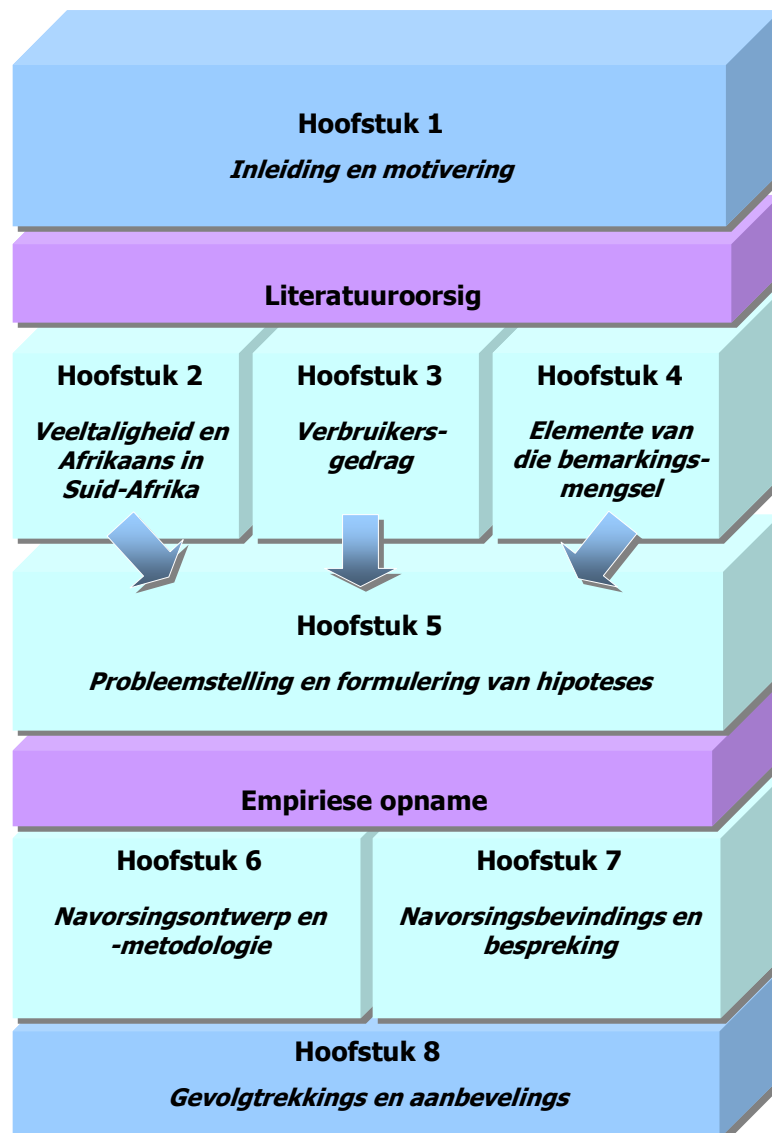 Hoofstuk 1
Inleiding en motivering
Literatuuroorsig
Hoofstuk 2
Veeltaligheid en
Afrikaans in
Suid-Afrika
Hoofstuk 3
Verbruikers-
gedrag
Hoofstuk 4
Elemente van
die bemarkings-
mengsel
Hoofstuk 5
Probleemstelling en formulering van hipoteses
Empiriese opname
Hoofstuk 6
Navorsingsontwerp en
-metodologie
Hoofstuk 7
Navorsingsbevindings en
bespreking
Hoofstuk 8
Gevolgtrekkings en aanbevelings